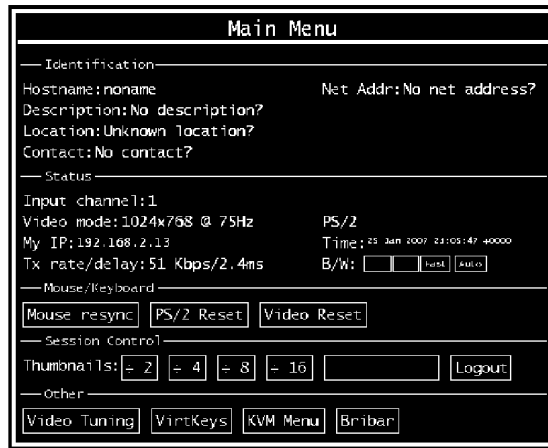 Main Menu
Identification
Hostname:noname Net Addr:No net address?
Description:No description?
Location:Unknown location?
Contact:No contact?
Status
Input channel:1
Video mode:1024x768 @ 75Hz PS/2
My IP:192.168.2.13 Time:25 Jan 2007 23:05:47 +0000
Tx rate/delay:51 Kbps/2.4ms B/W: Fast Auto
Mouse/Keyboard
Mouse resync PS/2 Reset Video Reset
Session Control
Thumbnails: ÷ 2 ÷ 4 ÷ 8 ÷ 16 Logout
Other
Video Tuning VirtKeys KVM Menu Bribar